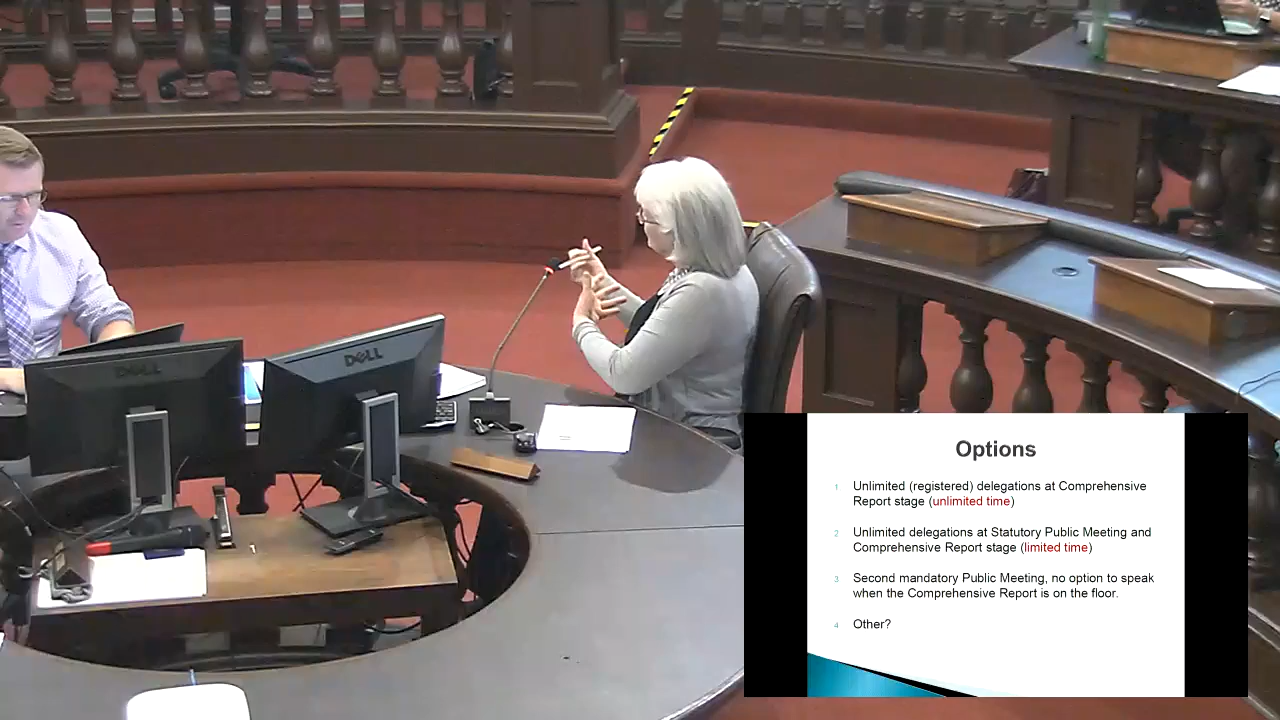 DELL
DELL
Options
1 Unlimited (registered) delegations at Comprehensive
Report stage (unlimited time)
2 Unlimited delegations at Statutory Public Meeting and
Comprehensive Report stage (limited time)
3 Second mandatory Public Meeting, no option to speak
when the Comprehensive Report is on the floor.
4 Other?